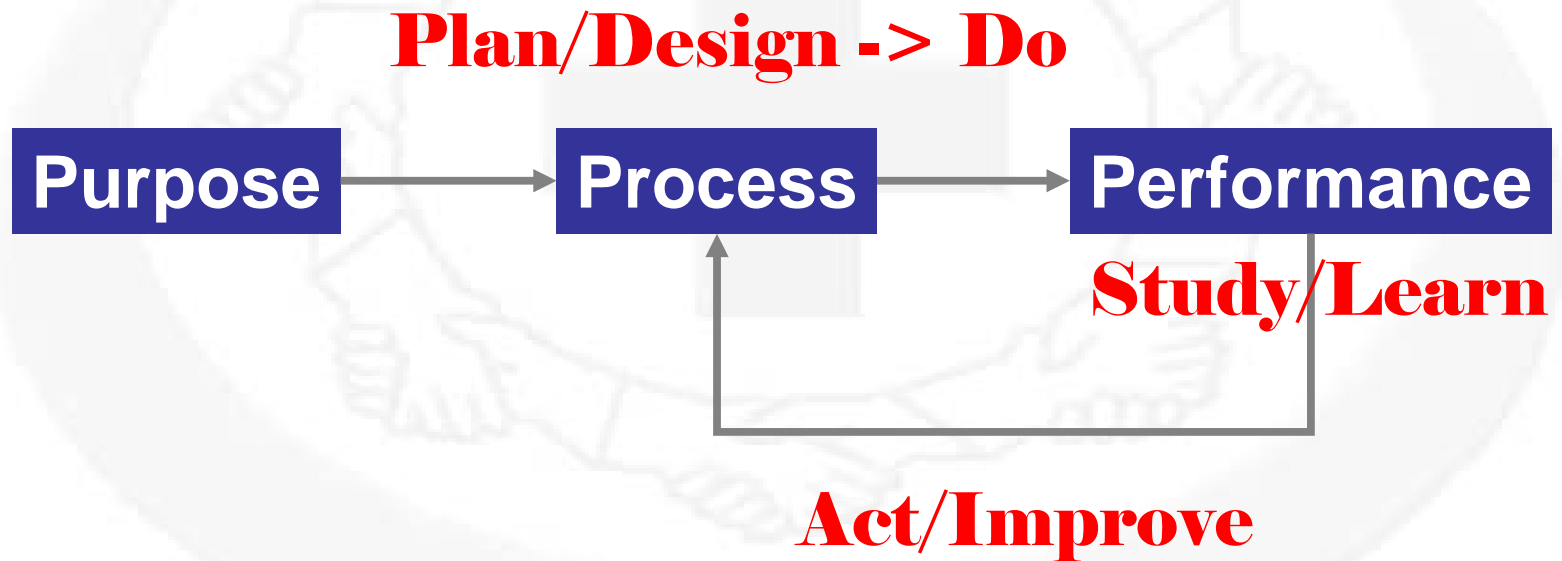 Plan/Design -> Do
Purpose Process Performance
Study/Learn
Act/Improve